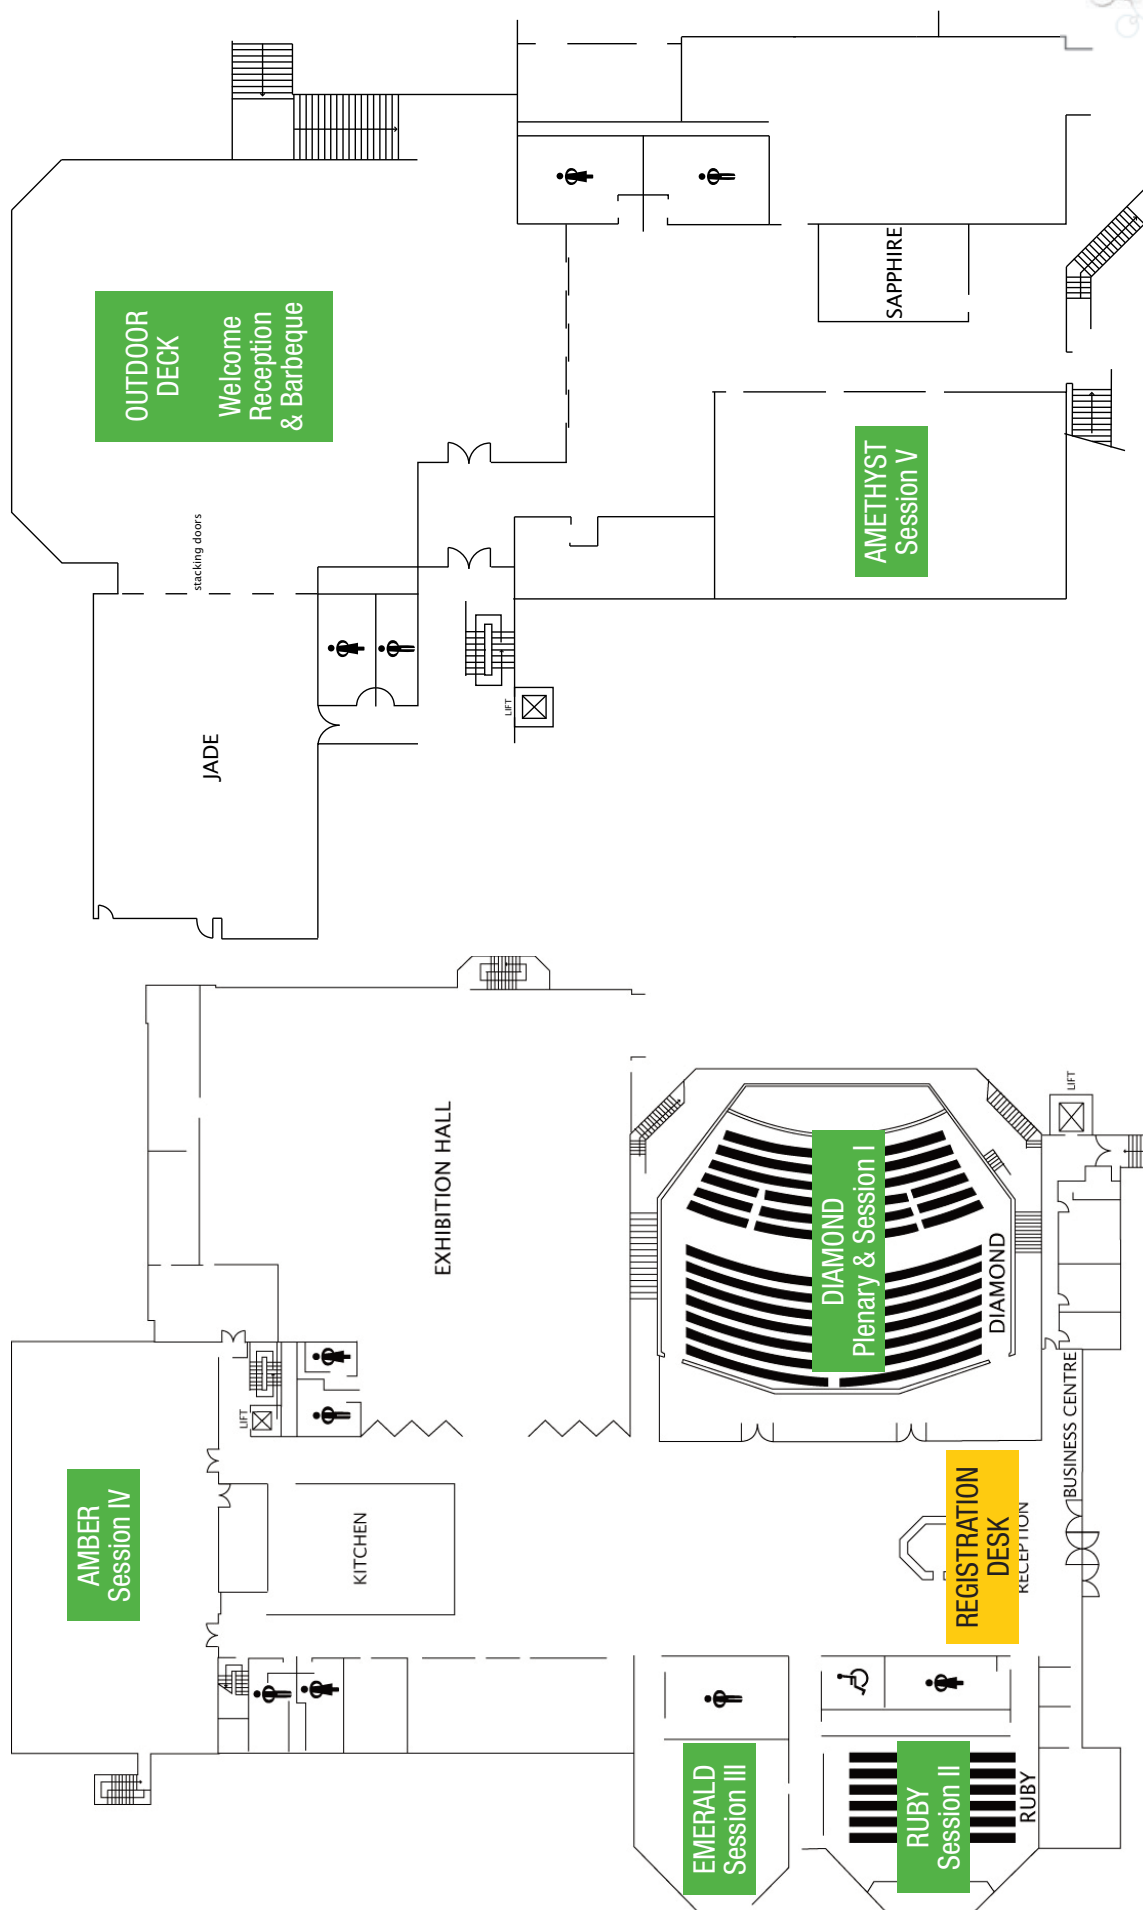 OUTDOOR
DECK
Welcome
Reception
& Barbeque
stacking doors
JADE
LIFT
SAPPHIRE
AMETHYST
Session V
EXHIBITION HALL
LIFT
DIAMOND
Plenary & Session I
DIAMOND
LIFT
BUSINESS CENTRE
AMBER
Session IV
KITCHEN
REGISTRATION
DESK
RECEPTION
EMERALD
Session III
RUBY
Session II
RUBY